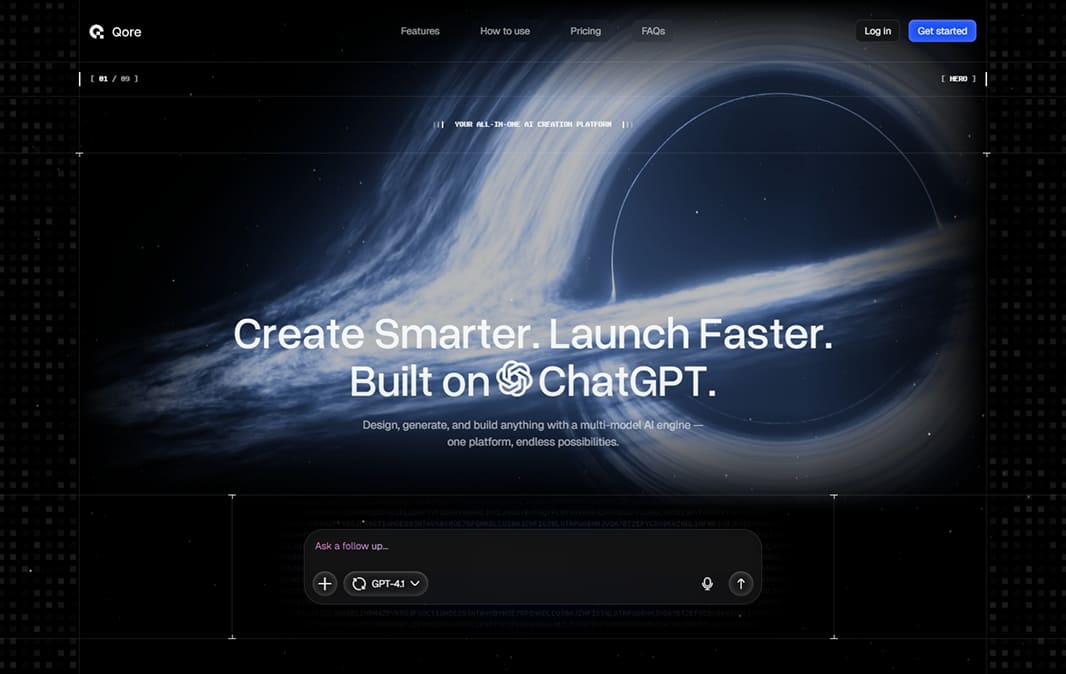 Qore
Features
How to use
Pricing
FAQs
Log in
Get started
[ 01 / 09 ]
[ HERO ]
YOUR ALL-IN-ONE AI CREATION PLATFORM
Create Smarter. Launch Faster.
Built on ChatGPT.
Design, generate, and build anything with a multi-model AI engine —
one platform, endless possibilities.
Ask a follow up...
GPT-4.1